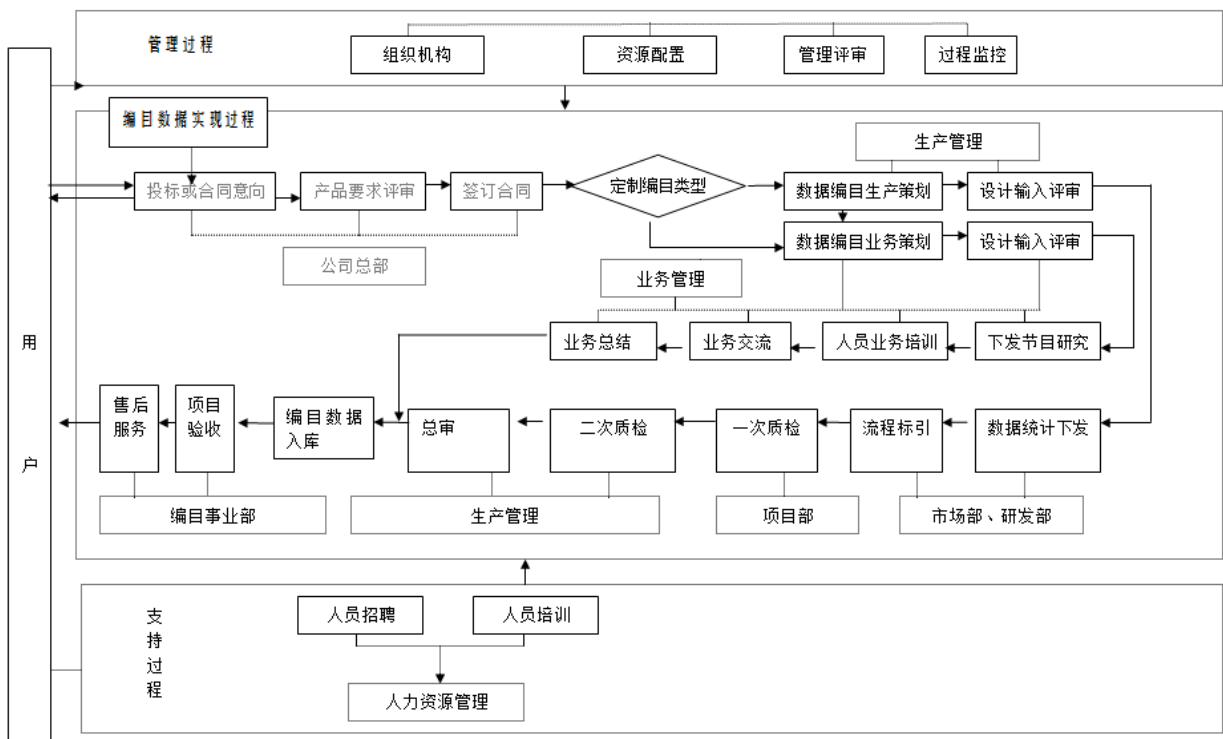 管理过程
组织机构
资源配置
管理评审
过程监控
编目数据实现过程
生产管理
投标或合同意向
产品要求评审
签订合同
定制编目类型
数据编目生产策划
设计输入评审
数据编目业务策划
设计输入评审
公司总部
业务管理
用
户
业务总结
业务交流
人员业务培训
下发节目研究
售后
服务
项目
验收
编目数据
入库
总审
二次质检
一次质检
流程标引
数据统计下发
编目事业部
生产管理
项目部
市场部、研发部
支
持
过
程
人员招聘
人员培训
人力资源管理